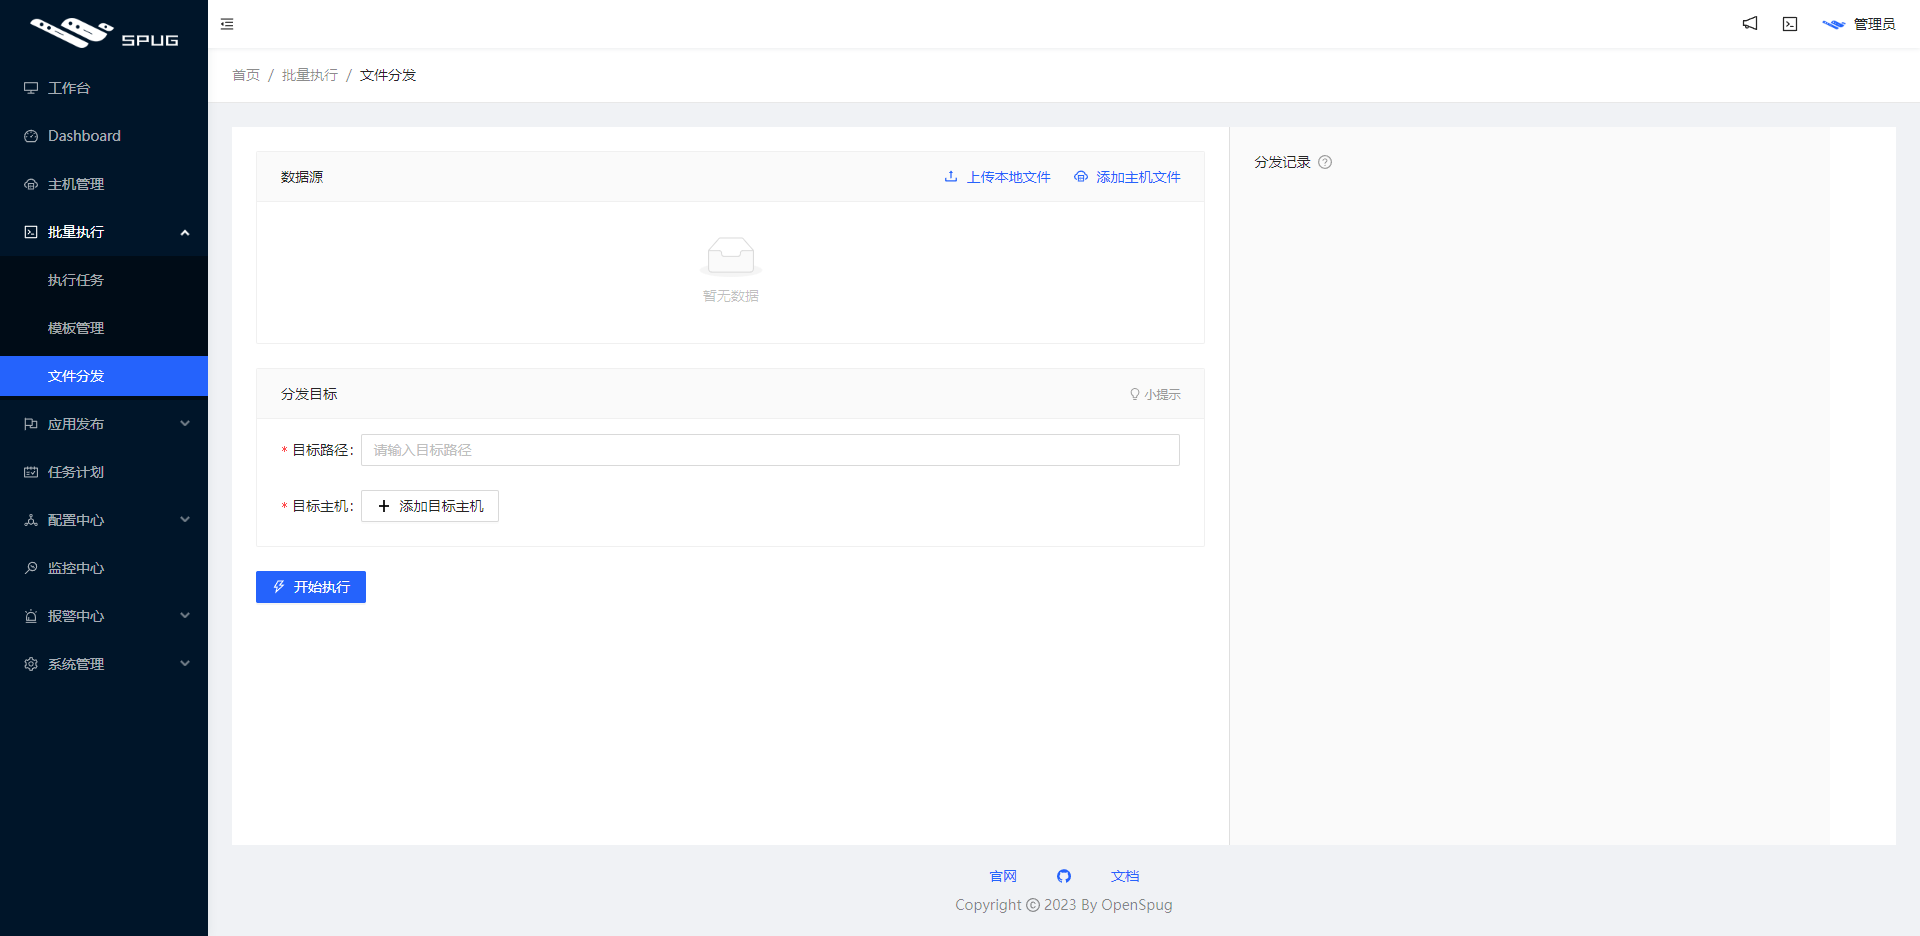 SPUG
工作台
Dashboard
主机管理
批量执行
执行任务
模板管理
文件分发
应用发布
任务计划
配置中心
监控中心
报警中心
系统管理
管理员
首页 / 批量执行 / 文件分发
数据源
上传本地文件 添加主机文件
暂无数据
分发目标
小提示
* 目标路径: 请输入目标路径
* 目标主机: + 添加目标主机
开始执行
分发记录
官网 文档
Copyright © 2023 By OpenSpug